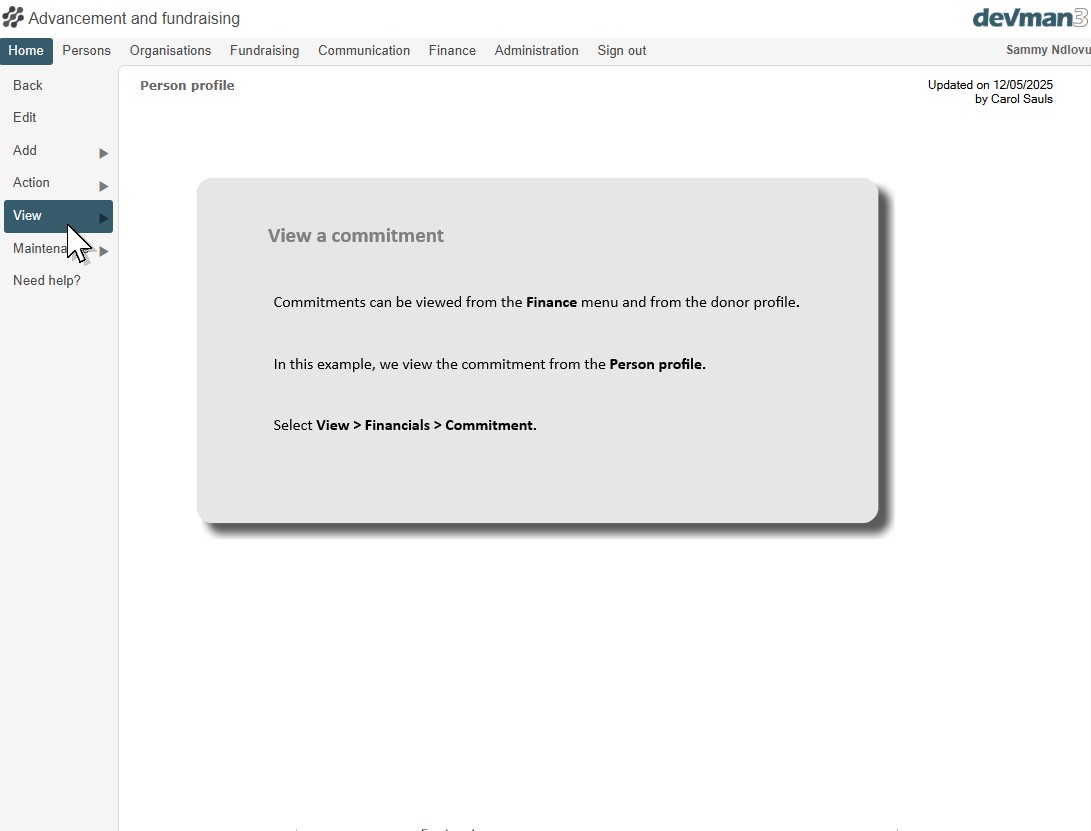 Advancement and fundraising
devman3
Home Persons Organisations Fundraising Communication Finance Administration Sign out Sammy Ndlovu
Back
Edit
Add
Action
View
Need help?
Person profile
Updated on 12/05/2025
by Carol Sauls
View a commitment
Commitments can be viewed from the Finance menu and from the donor profile.
In this example, we view the commitment from the Person profile.
Select View > Financials > Commitment.